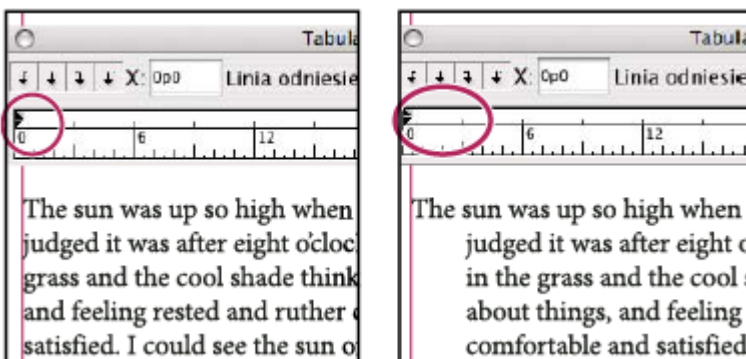 Tabula
X: 0p0 Linia odniesie
0 6 12
The sun was up so high when
judged it was after eight o'cloc
grass and the cool shade think
and feeling rested and ruther
satisfied. I could see the sun o
Tabula
X: 0p0 Linia odniesie
0 6 12
The sun was up so high when
judged it was after eight
in the grass and the cool
about things, and feeling
comfortable and satisfied